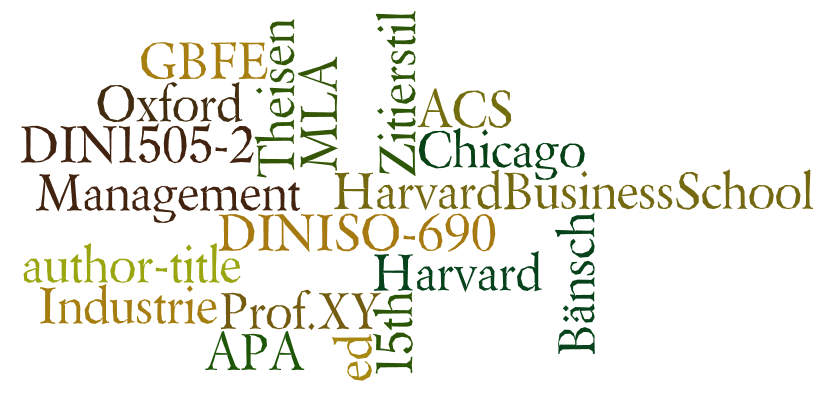 GBFE
Theisen
MLA
Zitierstil
Oxford
ACS
DIN1505-2
Chicago
Management
HarvardBusinessSchool
DINISO-690
Bänsch
author-title
Harvard
Industrie
Prof.XY
15th
APA
ed